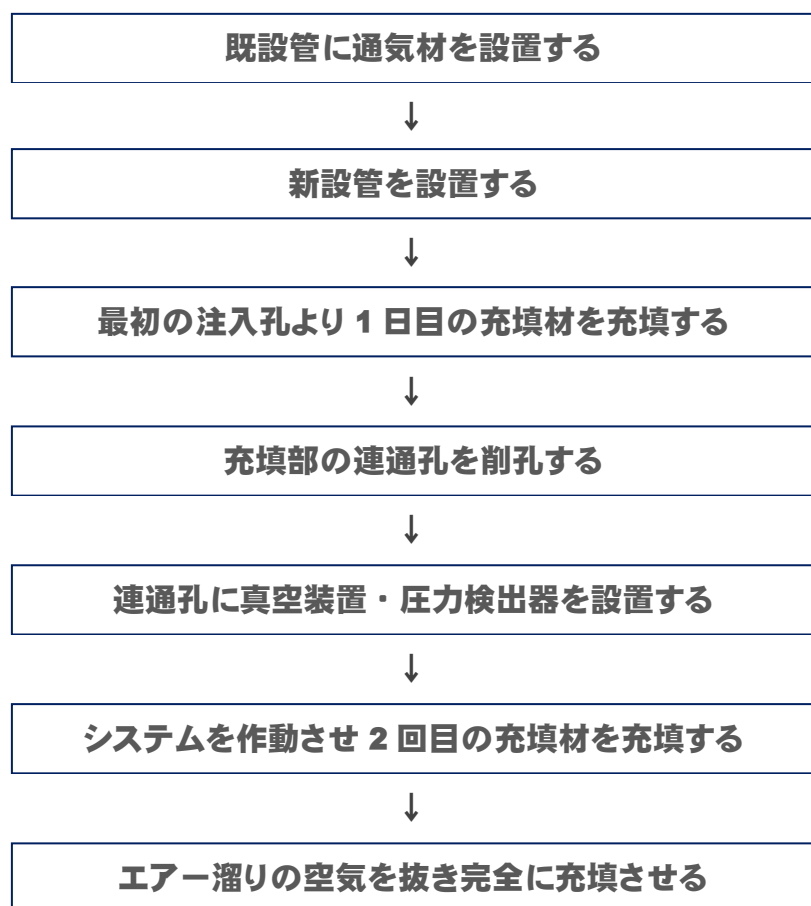 既設管に通気材を設置する
↓
新設管を設置する
↓
最初の注入孔より 1 日目の充填材を充填する
↓
充填部の連通孔を削孔する
↓
連通孔に真空装置・圧力検出器を設置する
↓
システムを作動させ 2 回目の充填材を充填する
↓
エアー溜りの空気を抜き完全に充填させる